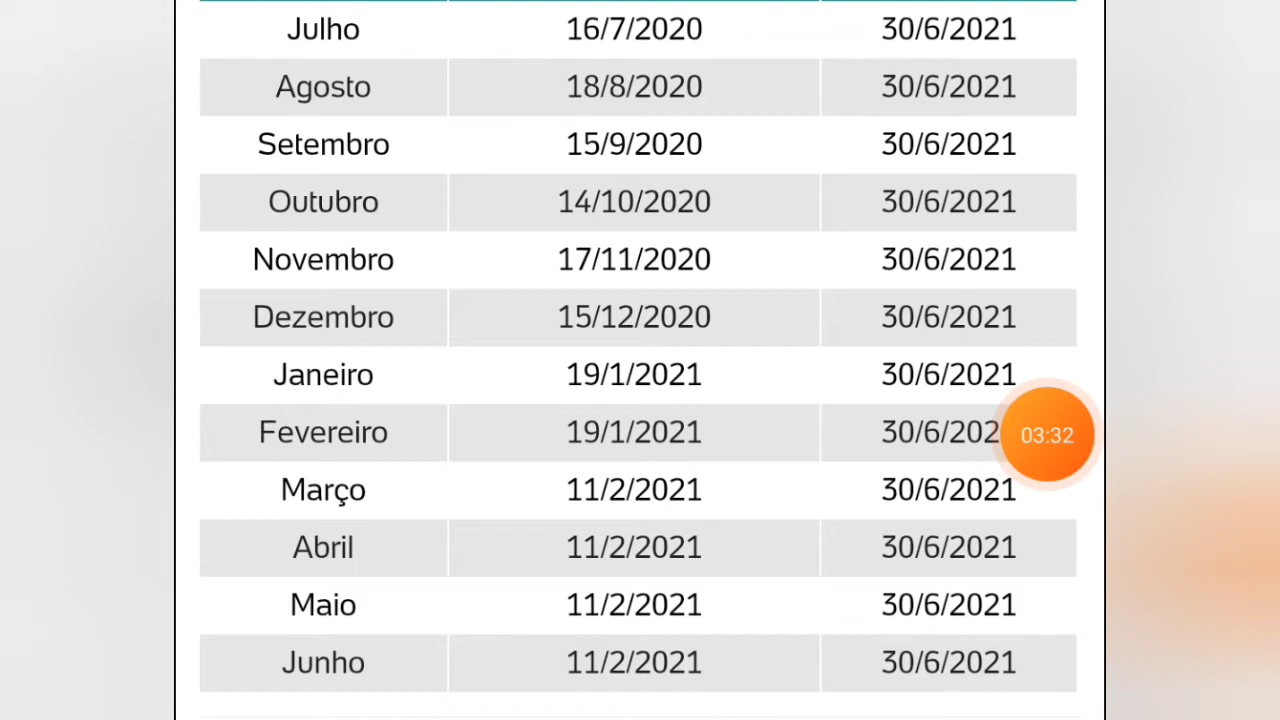 Julho 16/7/2020 30/6/2021
Agosto 18/8/2020 30/6/2021
Setembro 15/9/2020 30/6/2021
Outubro 14/10/2020 30/6/2021
Novembro 17/11/2020 30/6/2021
Dezembro 15/12/2020 30/6/2021
Janeiro 19/1/2021 30/6/2021
Fevereiro 19/1/2021 30/6/202
03:32
Março 11/2/2021 30/6/2021
Abril 11/2/2021 30/6/2021
Maio 11/2/2021 30/6/2021
Junho 11/2/2021 30/6/2021